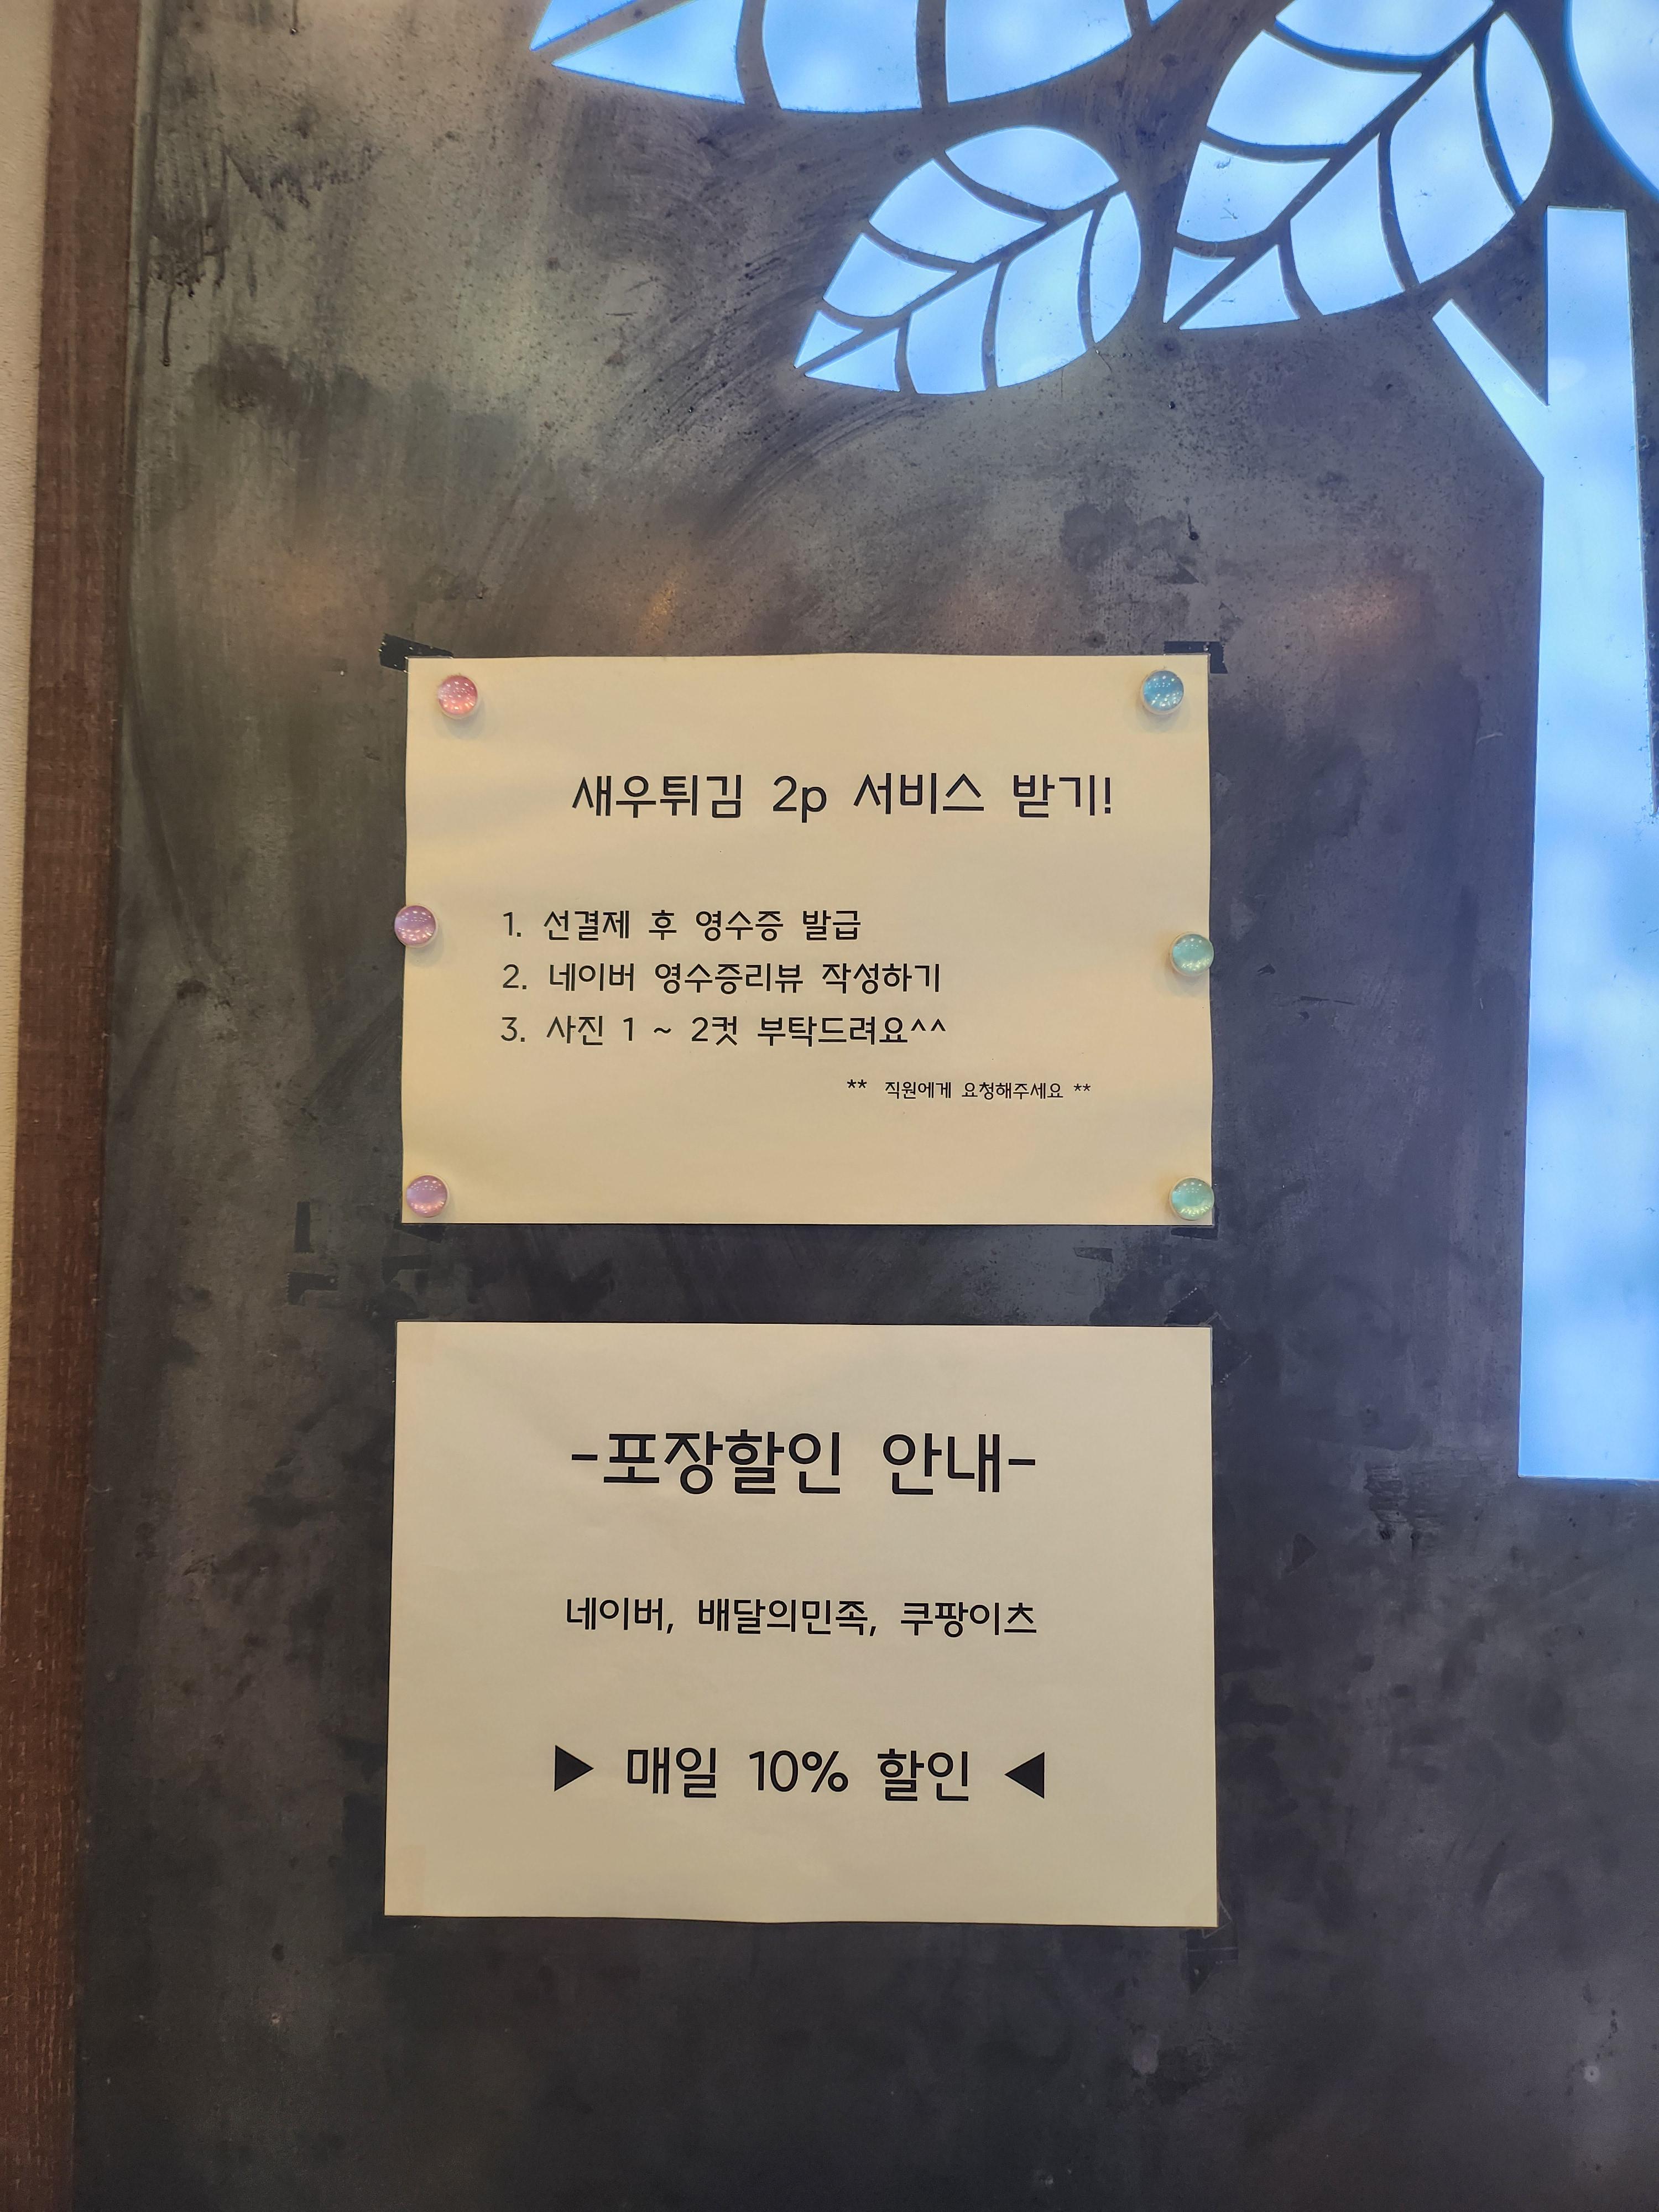 새우튀김 2p 서비스 받기!
1. 선결제 후 영수증 발급
2. 네이버 영수증리뷰 작성하기
3. 사진 1 ~ 2컷 부탁드려요^^
** 직원에게 요청해주세요 **
-포장할인 안내-
네이버, 배달의민족, 쿠팡이츠
▶ 매일 10% 할인 ◀